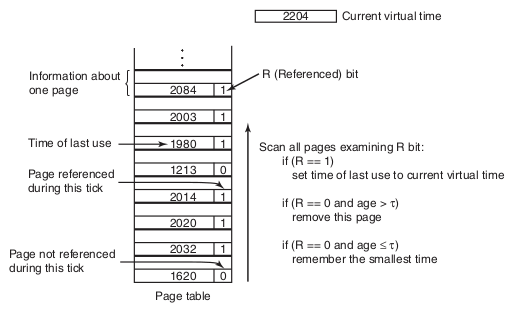 2204 Current virtual time
Information about
one page
R (Referenced) bit
2084 1
2003 1
Time of last use
1980 1
1213 0
Page referenced
during this tick
2014 1
2020 1
2032 1
Page not referenced
during this tick
1620 0
Page table
Scan all pages examining R bit:
if (R == 1)
set time of last use to current virtual time
if (R == 0 and age > τ)
remove this page
if (R == 0 and age ≤ τ)
remember the smallest time